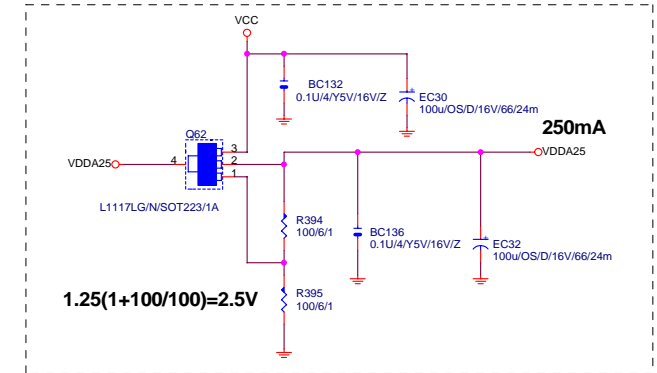 VCC
BC132
0.1U/4/Y5V/16V/Z
+
EC30
100u/OS/D/16V/66/24m
250mA
Q62
3
VDDA25
4
2
VDDA25
1
L1117LG/N/SOT223/1A
R394
100/6/1
BC136
0.1U/4/Y5V/16V/Z
+
EC32
100u/OS/D/16V/66/24m
1.25(1+100/100)=2.5V
R395
100/6/1